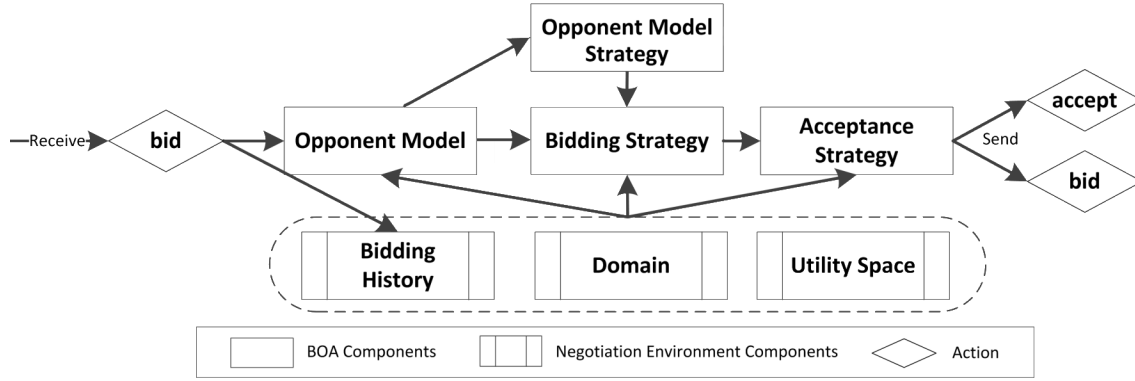 Opponent Model
Strategy
Receive
bid
Opponent Model
Bidding Strategy
Acceptance
Strategy
Send
accept
bid
Bidding
History
Domain
Utility Space
BOA Components
Negotiation Environment Components
Action